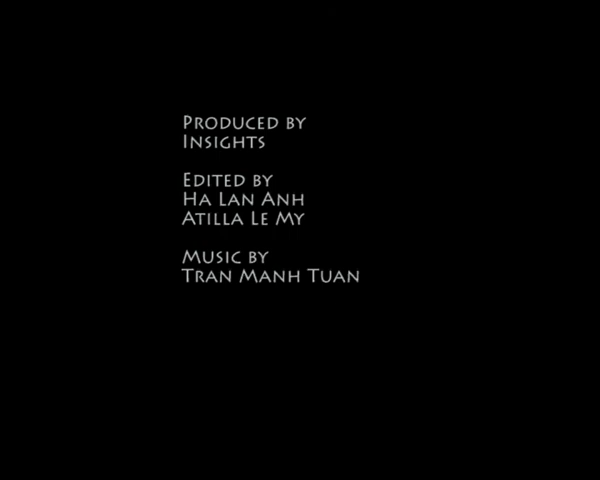 Produced by
Insights
Edited by
Ha Lan Anh
Atilla Le My
Music by
Tran Manh Tuan